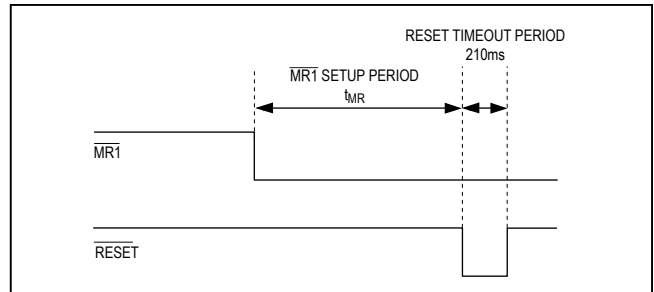 RESET TIMEOUT PERIOD
210ms
MR1 SETUP PERIOD
tMR
MR1
RESET